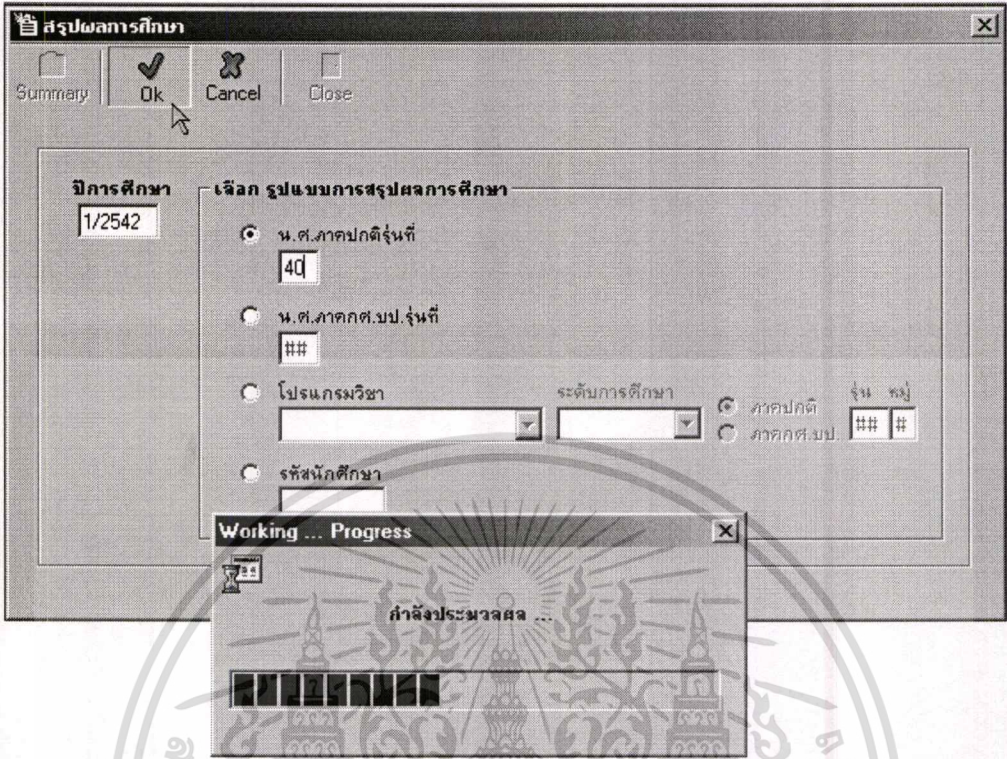 สรุปผลการศึกษา
Summary Ok Cancel Close
ปีการศึกษา
1/2542
เลือก รูปแบบการสรุปผลการศึกษา
น.ศ.ภาคปกติรุ่นที่
40
น.ศ.ภาคกศ.บป.รุ่นที่
##
โปรแกรมวิชา ระดับการศึกษา ภาคปกติ รุ่น หมู่
ภาคกศ.บป. ## #
รหัสนักศึกษา
Working ... Progress
กำลังประมวลผล ...